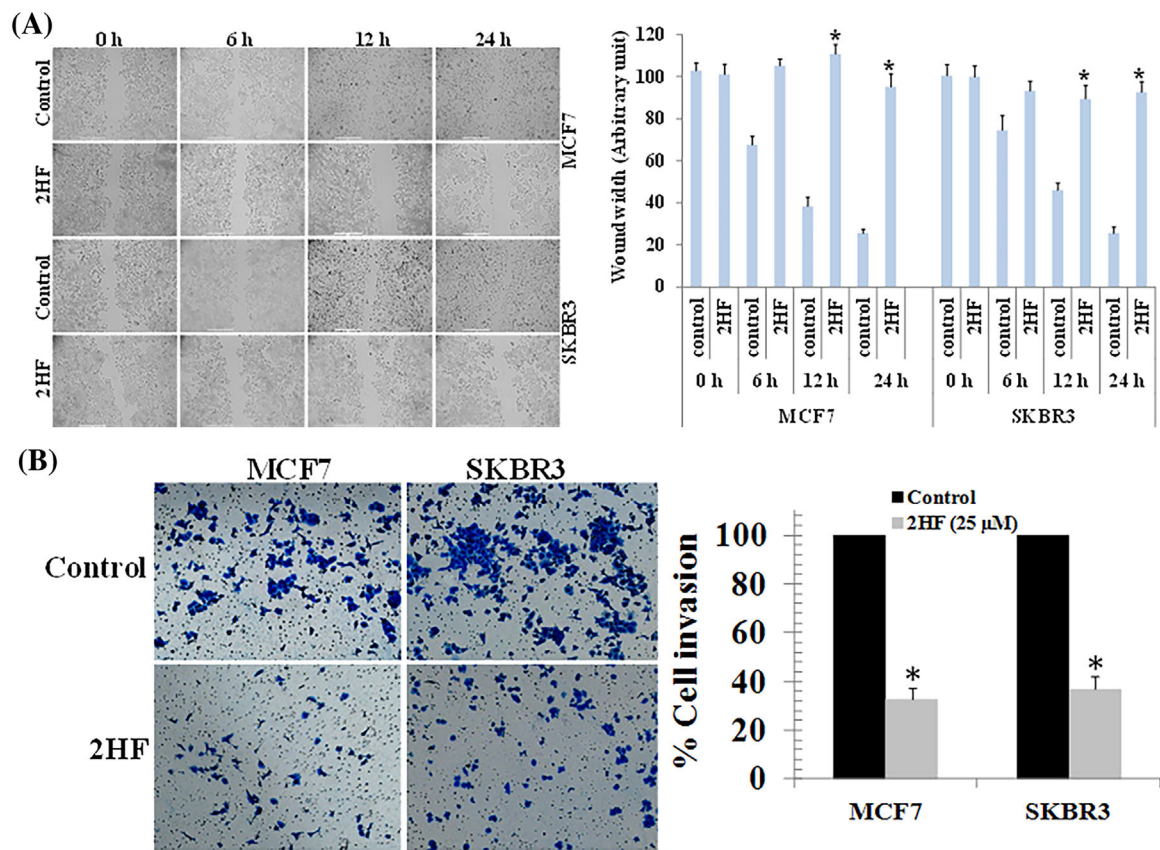 (A)
0 h 6 h 12 h 24 h
Control
2HF
MCF7
Control
2HF
SKBR3
Woundwidth (Arbitrary unit)
120
100
80
60
40
20
0
* * * *
control 2HF control 2HF control 2HF control 2HF control 2HF control 2HF control 2HF control 2HF
0 h 6 h 12 h 24 h 0 h 6 h 12 h 24 h
MCF7 SKBR3
(B)
MCF7 SKBR3
Control
2HF
Control
2HF (25 µM)
% Cell invasion
100
80
60
40
20
0
* *
MCF7 SKBR3